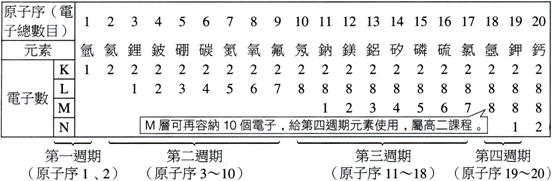 原子序（電子總數目） 1 2 3 4 5 6 7 8 9 10 11 12 13 14 15 16 17 18 19 20
元素 氫 氦 鋰 鈹 硼 碳 氮 氧 氟 氖 鈉 鎂 鋁 矽 磷 硫 氯 氬 鉀 鈣
電子數
K 1 2 2 2 2 2 2 2 2 2 2 2 2 2 2 2 2 2 2 2
L 1 2 3 4 5 6 7 8 8 8 8 8 8 8 8 8 8 8
M 1 2 3 4 5 6 7 8 8 8
N 1 2
M 層可再容納 10 個電子，給第四週期元素使用，屬高二課程。
第一週期 第二週期 第三週期 第四週期
（原子序 1、2） （原子序 3～10） （原子序 11～18） （原子序 19～20）